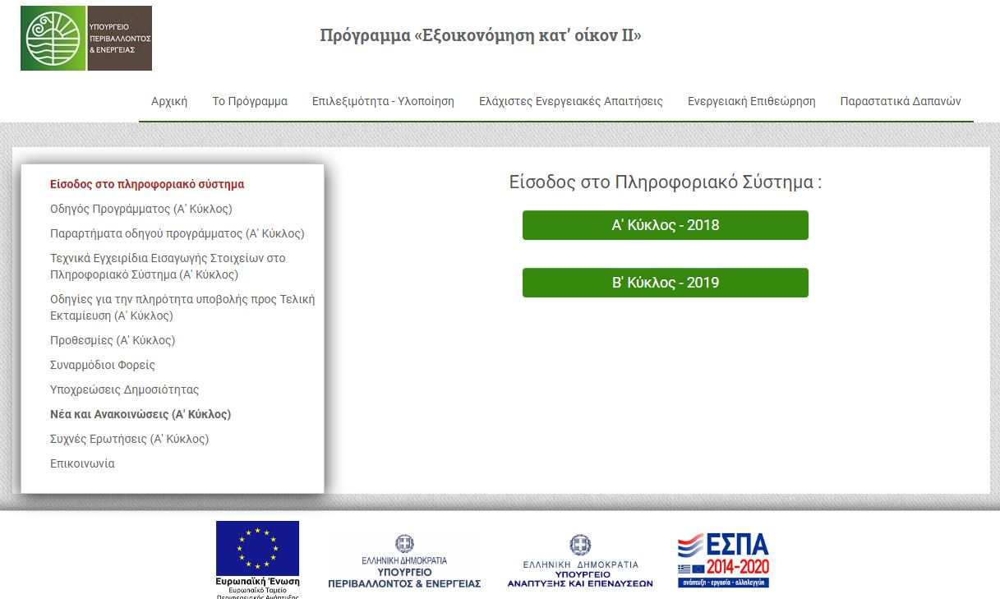 ΥΠΟΥΡΓΕΙΟ
ΠΕΡΙΒΑΛΛΟΝΤΟΣ
& ΕΝΕΡΓΕΙΑΣ
Πρόγραμμα «Εξοικονόμηση κατ’ οίκον ΙΙ»
Αρχική Το Πρόγραμμα Επιλεξιμότητα - Υλοποίηση Ελάχιστες Ενεργειακές Απαιτήσεις Ενεργειακή Επιθεώρηση Παραστατικά Δαπανών
Είσοδος στο πληροφοριακό σύστημα
Οδηγός Προγράμματος (Α' Κύκλος)
Παραρτήματα οδηγού προγράμματος (Α' Κύκλος)
Τεχνικά Εγχειρίδια Εισαγωγής Στοιχείων στο
Πληροφοριακό Σύστημα (Α' Κύκλος)
Οδηγίες για την πληρότητα υποβολής προς Τελική
Εκταμίευση (Α' Κύκλος)
Προθεσμίες (Α' Κύκλος)
Συναρμόδιοι Φορείς
Υποχρεώσεις Δημοσιότητας
Νέα και Ανακοινώσεις (Α' Κύκλος)
Συχνές Ερωτήσεις (Α' Κύκλος)
Επικοινωνία
Είσοδος στο Πληροφοριακό Σύστημα :
Α' Κύκλος - 2018
Β' Κύκλος - 2019
Ευρωπαϊκή Ένωση
Ευρωπαϊκό Ταμείο
Περιφερειακής Ανάπτυξης
ΕΛΛΗΝΙΚΗ ΔΗΜΟΚΡΑΤΙΑ
ΥΠΟΥΡΓΕΙΟ
ΠΕΡΙΒΑΛΛΟΝΤΟΣ & ΕΝΕΡΓΕΙΑΣ
ΕΛΛΗΝΙΚΗ ΔΗΜΟΚΡΑΤΙΑ
ΥΠΟΥΡΓΕΙΟ
ΑΝΑΠΤΥΞΗΣ ΚΑΙ ΕΠΕΝΔΥΣΕΩΝ
ΕΣΠΑ
2014-2020
ανάπτυξη - εργασία - αλληλεγγύη